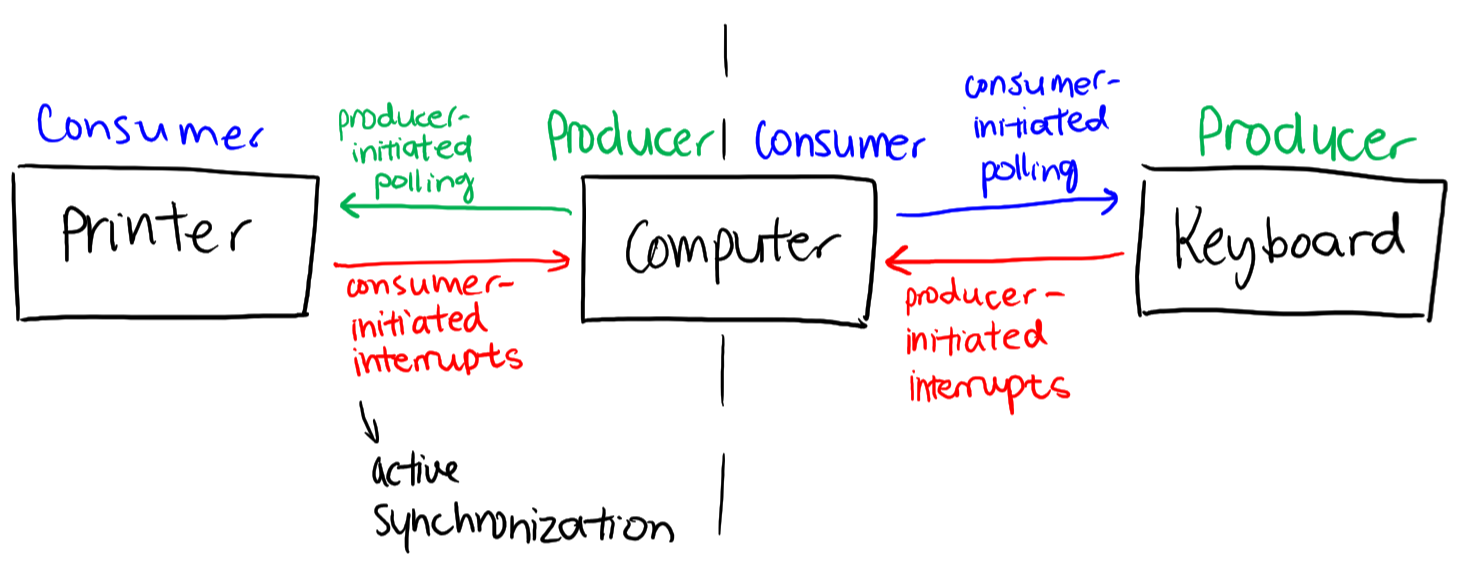 Consumer
Printer
producer-
initiated
polling
consumer-
initiated
interrupts
active
synchronization
Producer
Consumer
Computer
consumer-
initiated
polling
producer-
initiated
interrupts
Producer
Keyboard